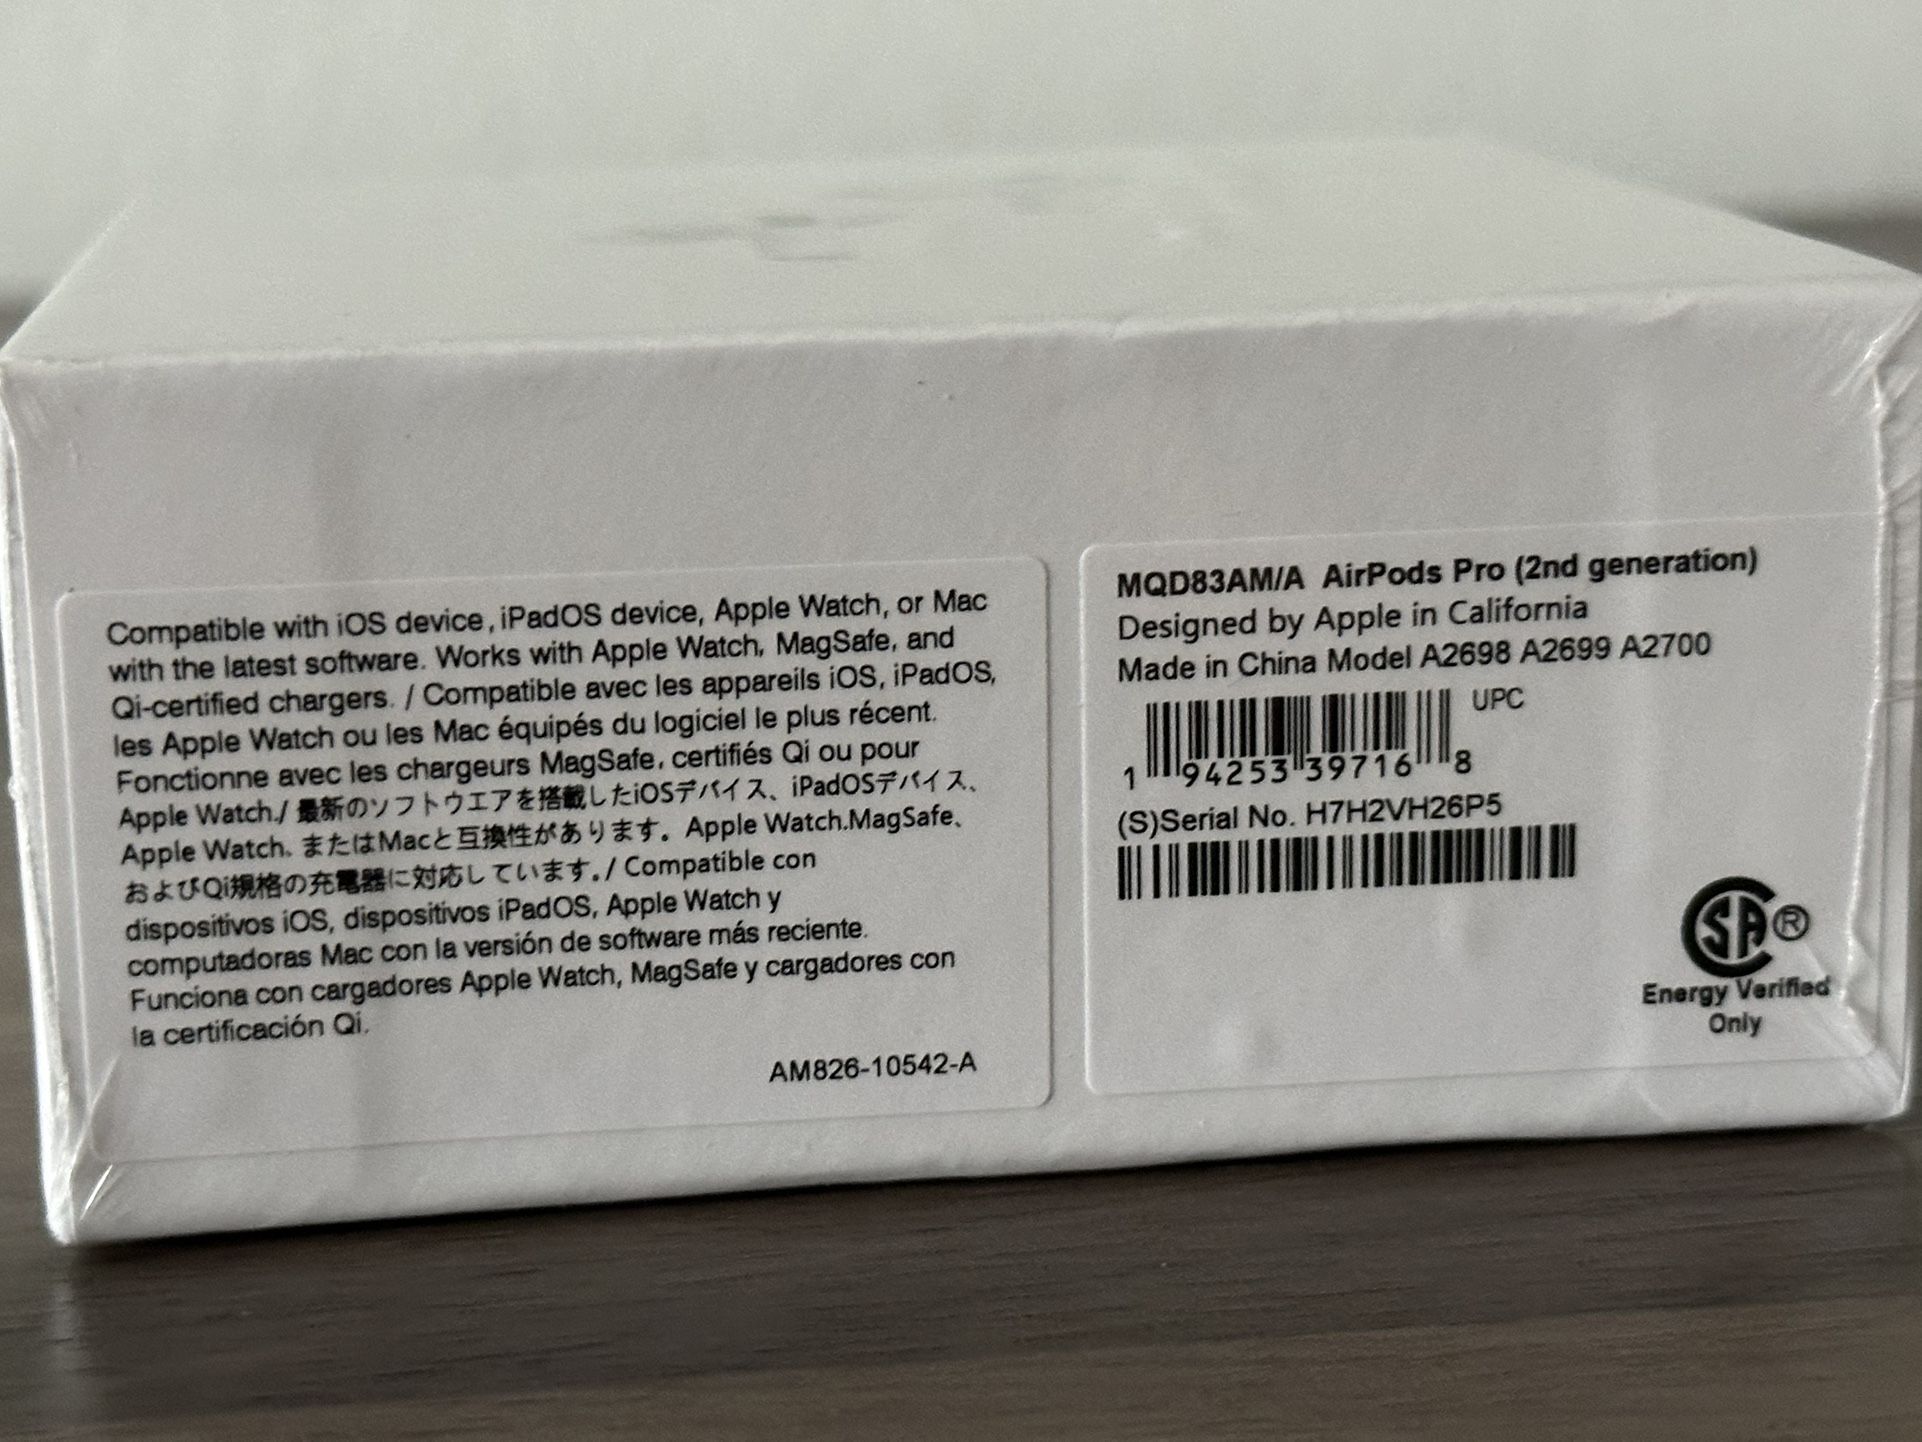 Compatible with iOS device, iPadOS device, Apple Watch, or Mac
with the latest software. Works with Apple Watch, MagSafe, and
Qi-certified chargers. / Compatible avec les appareils iOS, iPadOS,
les Apple Watch ou les Mac équipés du logiciel le plus récent.
Fonctionne avec les chargeurs MagSafe, certifiés Qi ou pour
Apple Watch./ 最新のソフトウエアを搭載したiOSデバイス、iPadOSデバイス、
Apple Watch、またはMacと互換性があります。Apple Watch.MagSafe、
およびQi規格の充電器に対応しています。/ Compatible con
dispositivos iOS, dispositivos iPadOS, Apple Watch y
computadoras Mac con la versión de software más reciente.
Funciona con cargadores Apple Watch, MagSafe y cargadores con
la certificación Qi.
AM826-10542-A
MQD83AM/A AirPods Pro (2nd generation)
Designed by Apple in California
Made in China Model A2698 A2699 A2700
UPC
1 94253 39716 8
(S)Serial No. H7H2VH26P5
SA®
Energy Verified
Only